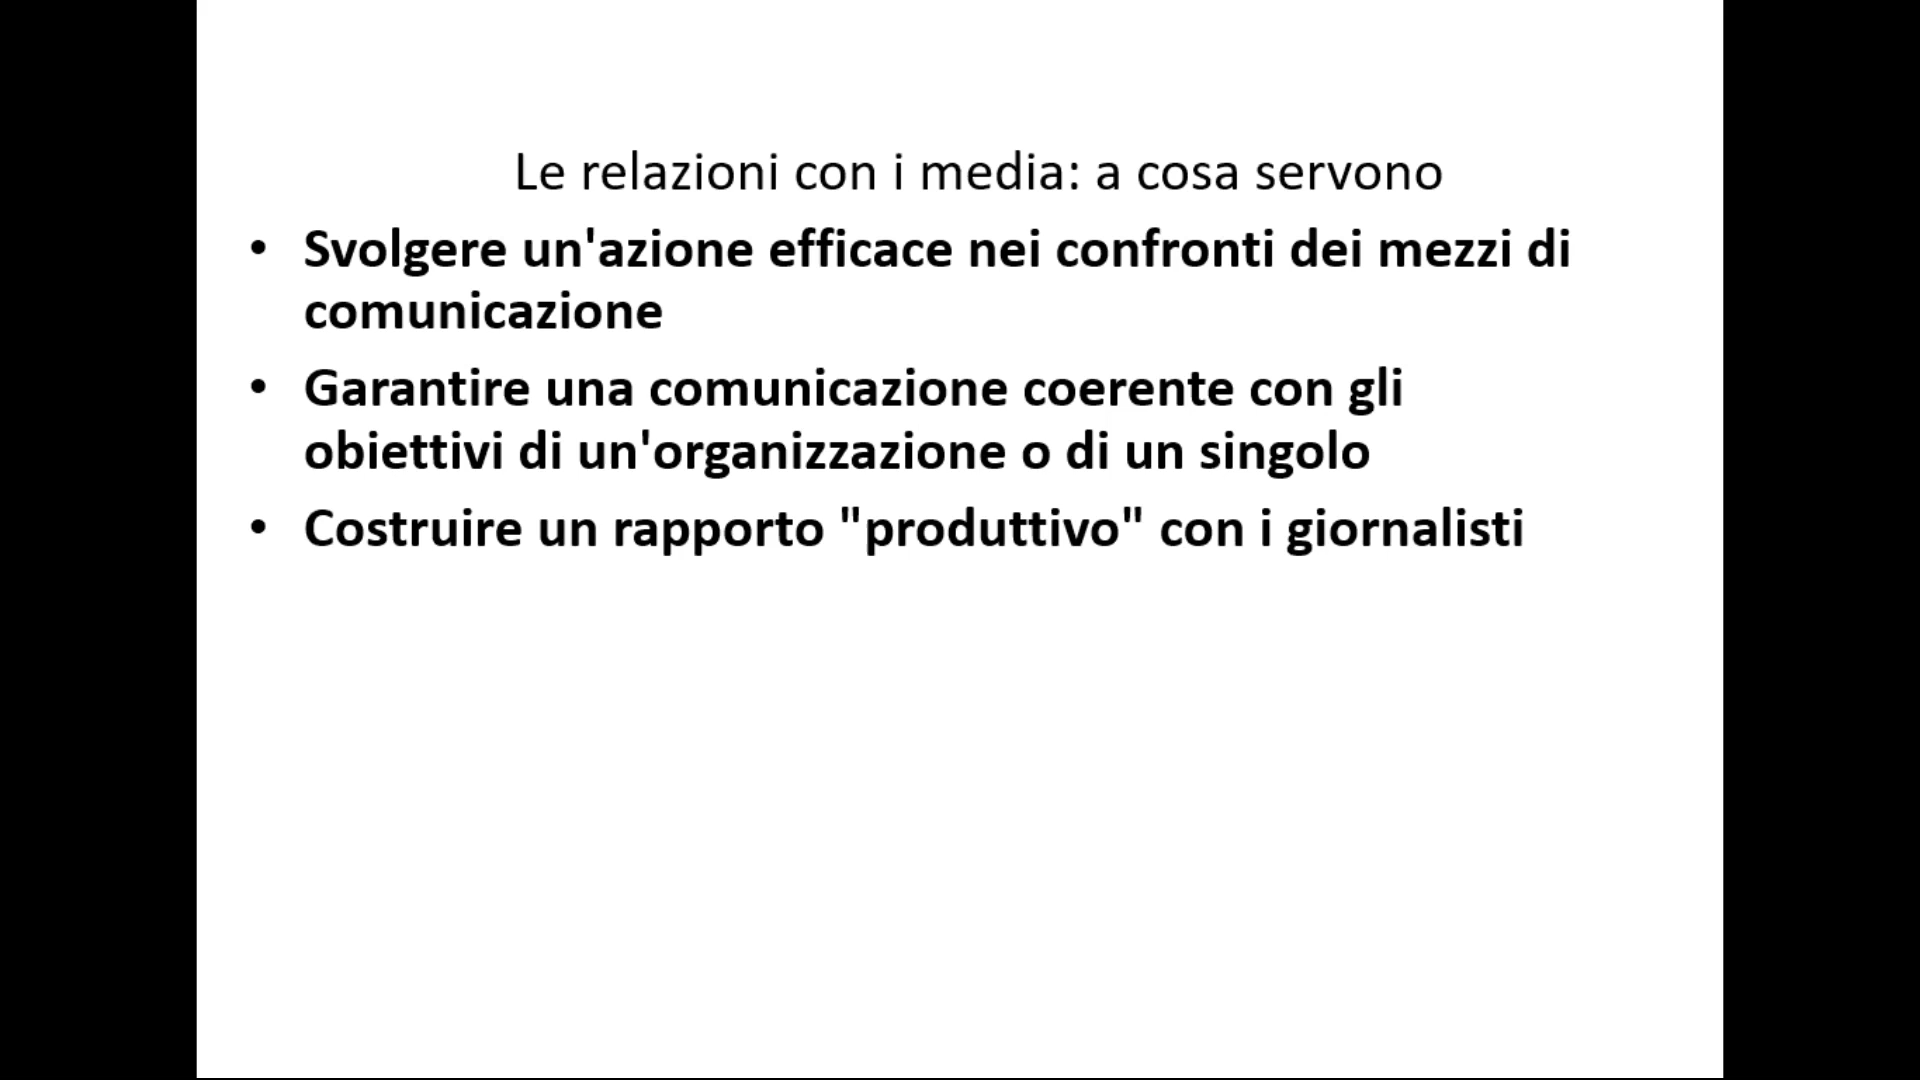 Le relazioni con i media: a cosa servono
• Svolgere un'azione efficace nei confronti dei mezzi di
comunicazione
• Garantire una comunicazione coerente con gli
obiettivi di un'organizzazione o di un singolo
• Costruire un rapporto "produttivo" con i giornalisti